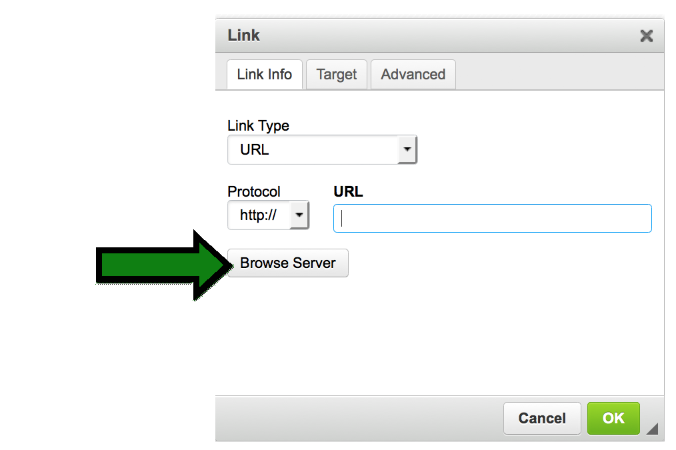 Link
Link Info Target Advanced
Link Type
URL
Protocol URL
http://
Browse Server
Cancel OK